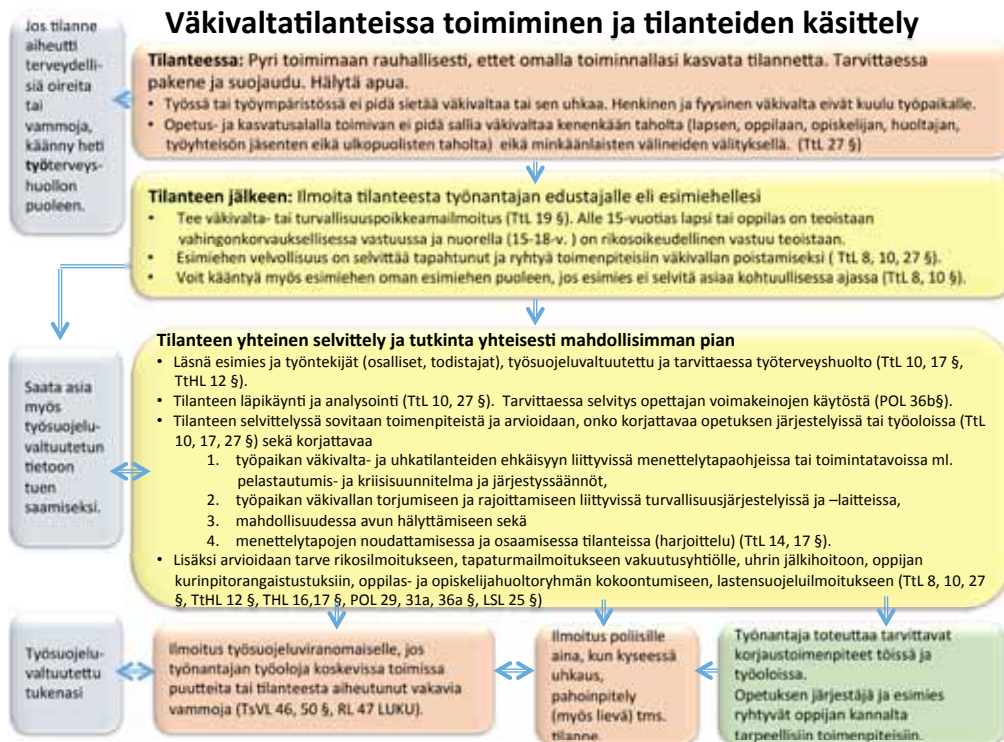 Väkivaltatilanteissa toimiminen ja tilanteiden käsittely
Jos tilanne
aiheutti
terveydelli-
siä oireita
tai
vammoja,
käänny heti
työterveys-
huollon
puoleen.
Tilanteessa: Pyri toimimaan rauhallisesti, ettet omalla toiminnallasi kasvata tilannetta. Tarvittaessa
pakene ja suojaudu. Hälytä apua.
• Työssä tai työympäristössä ei pidä sietää väkivaltaa tai sen uhkaa. Henkinen ja fyysinen väkivalta eivät kuulu työpaikalle.
• Opetus- ja kasvatusalalla toimivan ei pidä sallia väkivaltaa kenenkään taholta (lapsen, oppilaan, opiskelijan, huoltajan,
työyhteisön jäsenten eikä ulkopuolisten taholta) eikä minkäänlaisten välineiden välityksellä. (TtL 27 §)
Tilanteen jälkeen: Ilmoita tilanteesta työnantajan edustajalle eli esimiehellesi
• Tee väkivalta- tai turvallisuuspoikkeamailmoitus (TtL 19 §). Alle 15-vuotias lapsi tai oppilas on teoistaan
vahingonkorvauksellisessa vastuussa ja nuorella (15-18-v. ) on rikosoikeudellinen vastuu teoistaan.
• Esimiehen velvollisuus on selvittää tapahtunut ja ryhtyä toimenpiteisiin väkivallan poistamiseksi ( TtL 8, 10, 27 §).
• Voit kääntyä myös esimiehen oman esimiehen puoleen, jos esimies ei selvitä asiaa kohtuullisessa ajassa (TtL 8, 10 §).
Saata asia
myös
työsuojelu-
valtuutetun
tietoon
tuen
saamiseksi.
Tilanteen yhteinen selvittely ja tutkinta yhteisesti mahdollisimman pian
• Läsnä esimies ja työntekijät (osalliset, todistajat), työsuojeluvaltuutettu ja tarvittaessa työterveyshuolto (TtL 10, 17 §,
TtHL 12 §).
• Tilanteen läpikäynti ja analysointi (TtL 10, 27 §). Tarvittaessa selvitys opettajan voimakeinojen käytöstä (POL 36b§).
• Tilanteen selvittelyssä sovitaan toimenpiteistä ja arvioidaan, onko korjattavaa opetuksen järjestelyissä tai työoloissa (TtL
10, 17, 27 §) sekä korjattavaa
1. työpaikan väkivalta- ja uhkatilanteiden ehkäisyyn liittyvissä menettelytapaohjeissa tai toimintatavoissa ml.
pelastautumis- ja kriisisuunnitelma ja järjestyssäännöt,
2. työpaikan väkivallan torjumiseen ja rajoittamiseen liittyvissä turvallisuusjärjestelyissä ja –laitteissa,
3. mahdollisuudessa avun hälyttämiseen sekä
4. menettelytapojen noudattamisessa ja osaamisessa tilanteissa (harjoittelu) (TtL 14, 17 §).
• Lisäksi arvioidaan tarve rikosilmoitukseen, tapaturmailmoitukseen vakuutusyhtiölle, uhrin jälkihoitoon, oppijan
kurinpitorangaistustuksiin, oppilas- ja opiskelijahuoltoryhmän kokoontumiseen, lastensuojeluilmoitukseen (TtL 8, 10, 27
§, TtHL 12 §, THL 16,17 §, POL 29, 31a, 36a §, LSL 25 §)
Työsuojelu-
valtuutettu
tukenasi
Ilmoitus työsuojeluviranomaiselle, jos
työnantajan työoloja koskevissa toimissa
puutteita tai tilanteesta aiheutunut vakavia
vammoja (TsVL 46, 50 §, RL 47 LUKU).
Ilmoitus poliisille
aina, kun kyseessä
uhkaus,
pahoinpitely
(myös lievä) tms.
tilanne.
Työnantaja toteuttaa tarvittavat
korjaustoimenpiteet töissä ja
työoloissa.
Opetuksen järjestäjä ja esimies
ryhtyvät oppijan kannalta
tarpeellisiin toimenpiteisiin.